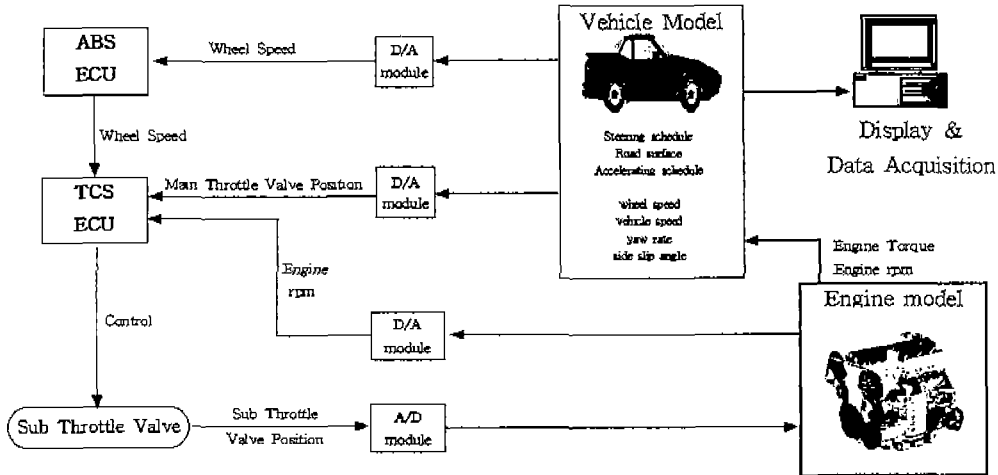 ABS
ECU
Wheel Speed
D/A
module
Vehicle Model
Steering schedule
Road surface
Accelerating schedule
wheel speed
vehicle speed
yaw rate
side slip angle
Display &
Data Acquisition
Wheel Speed
TCS
ECU
Main Throttle Valve Position
D/A
module
Engine
rpm
Engine Torque
Engine rpm
Engine model
Control
D/A
module
Sub Throttle Valve
Sub Throttle
Valve Position
A/D
module